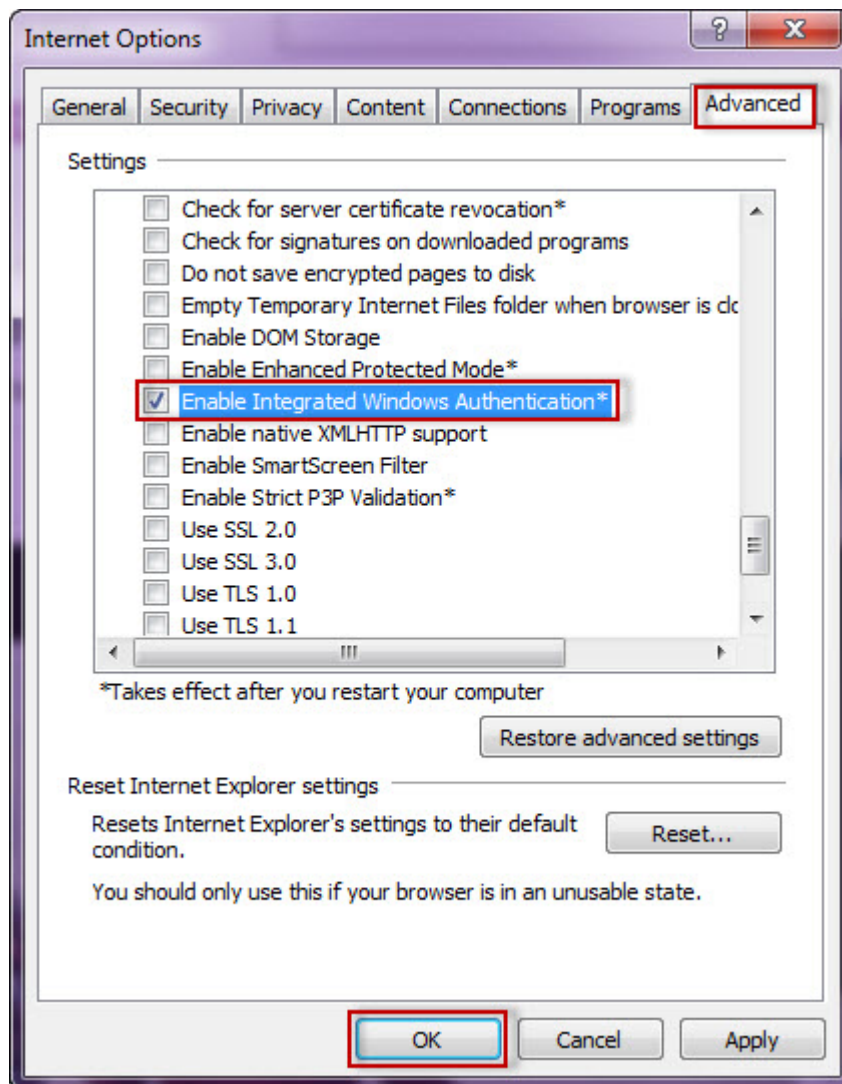 Internet Options
General Security Privacy Content Connections Programs Advanced
Settings
Check for server certificate revocation*
Check for signatures on downloaded programs
Do not save encrypted pages to disk
Empty Temporary Internet Files folder when browser is clc
Enable DOM Storage
Enable Enhanced Protected Mode*
Enable Integrated Windows Authentication*
Enable native XMLHTTP support
Enable SmartScreen Filter
Enable Strict P3P Validation*
Use SSL 2.0
Use SSL 3.0
Use TLS 1.0
Use TLS 1.1
*Takes effect after you restart your computer
Restore advanced settings
Reset Internet Explorer settings
Resets Internet Explorer's settings to their default
condition.
Reset...
You should only use this if your browser is in an unusable state.
OK Cancel Apply